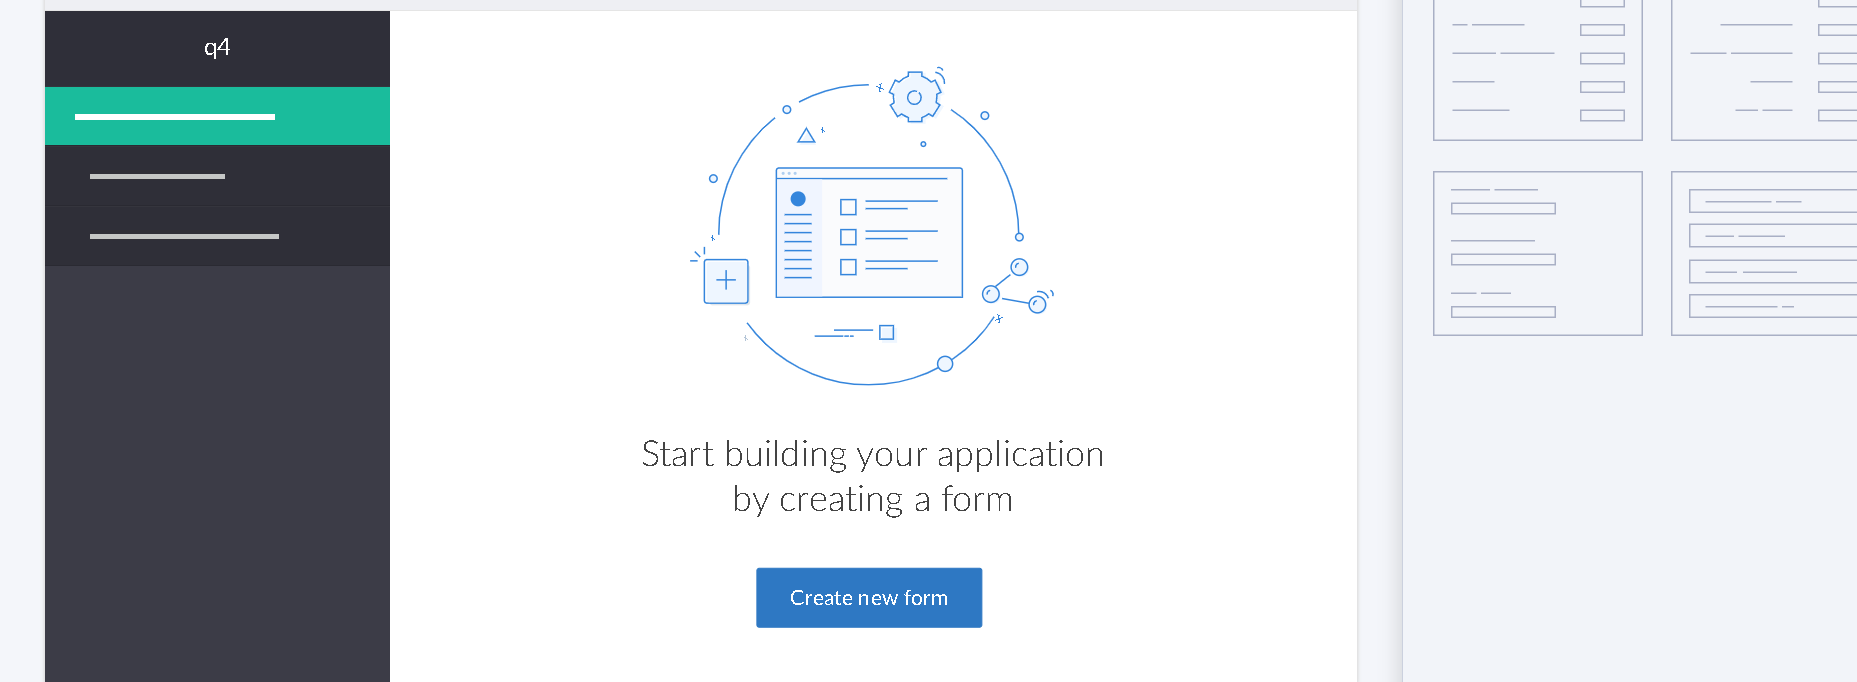 q4
Start building your application
by creating a form
Create new form